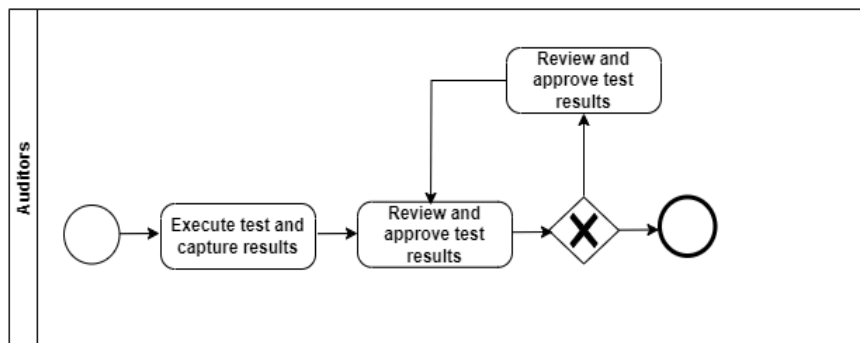 Auditors
Review and
approve test
results
Execute test and
capture results
Review and
approve test
results